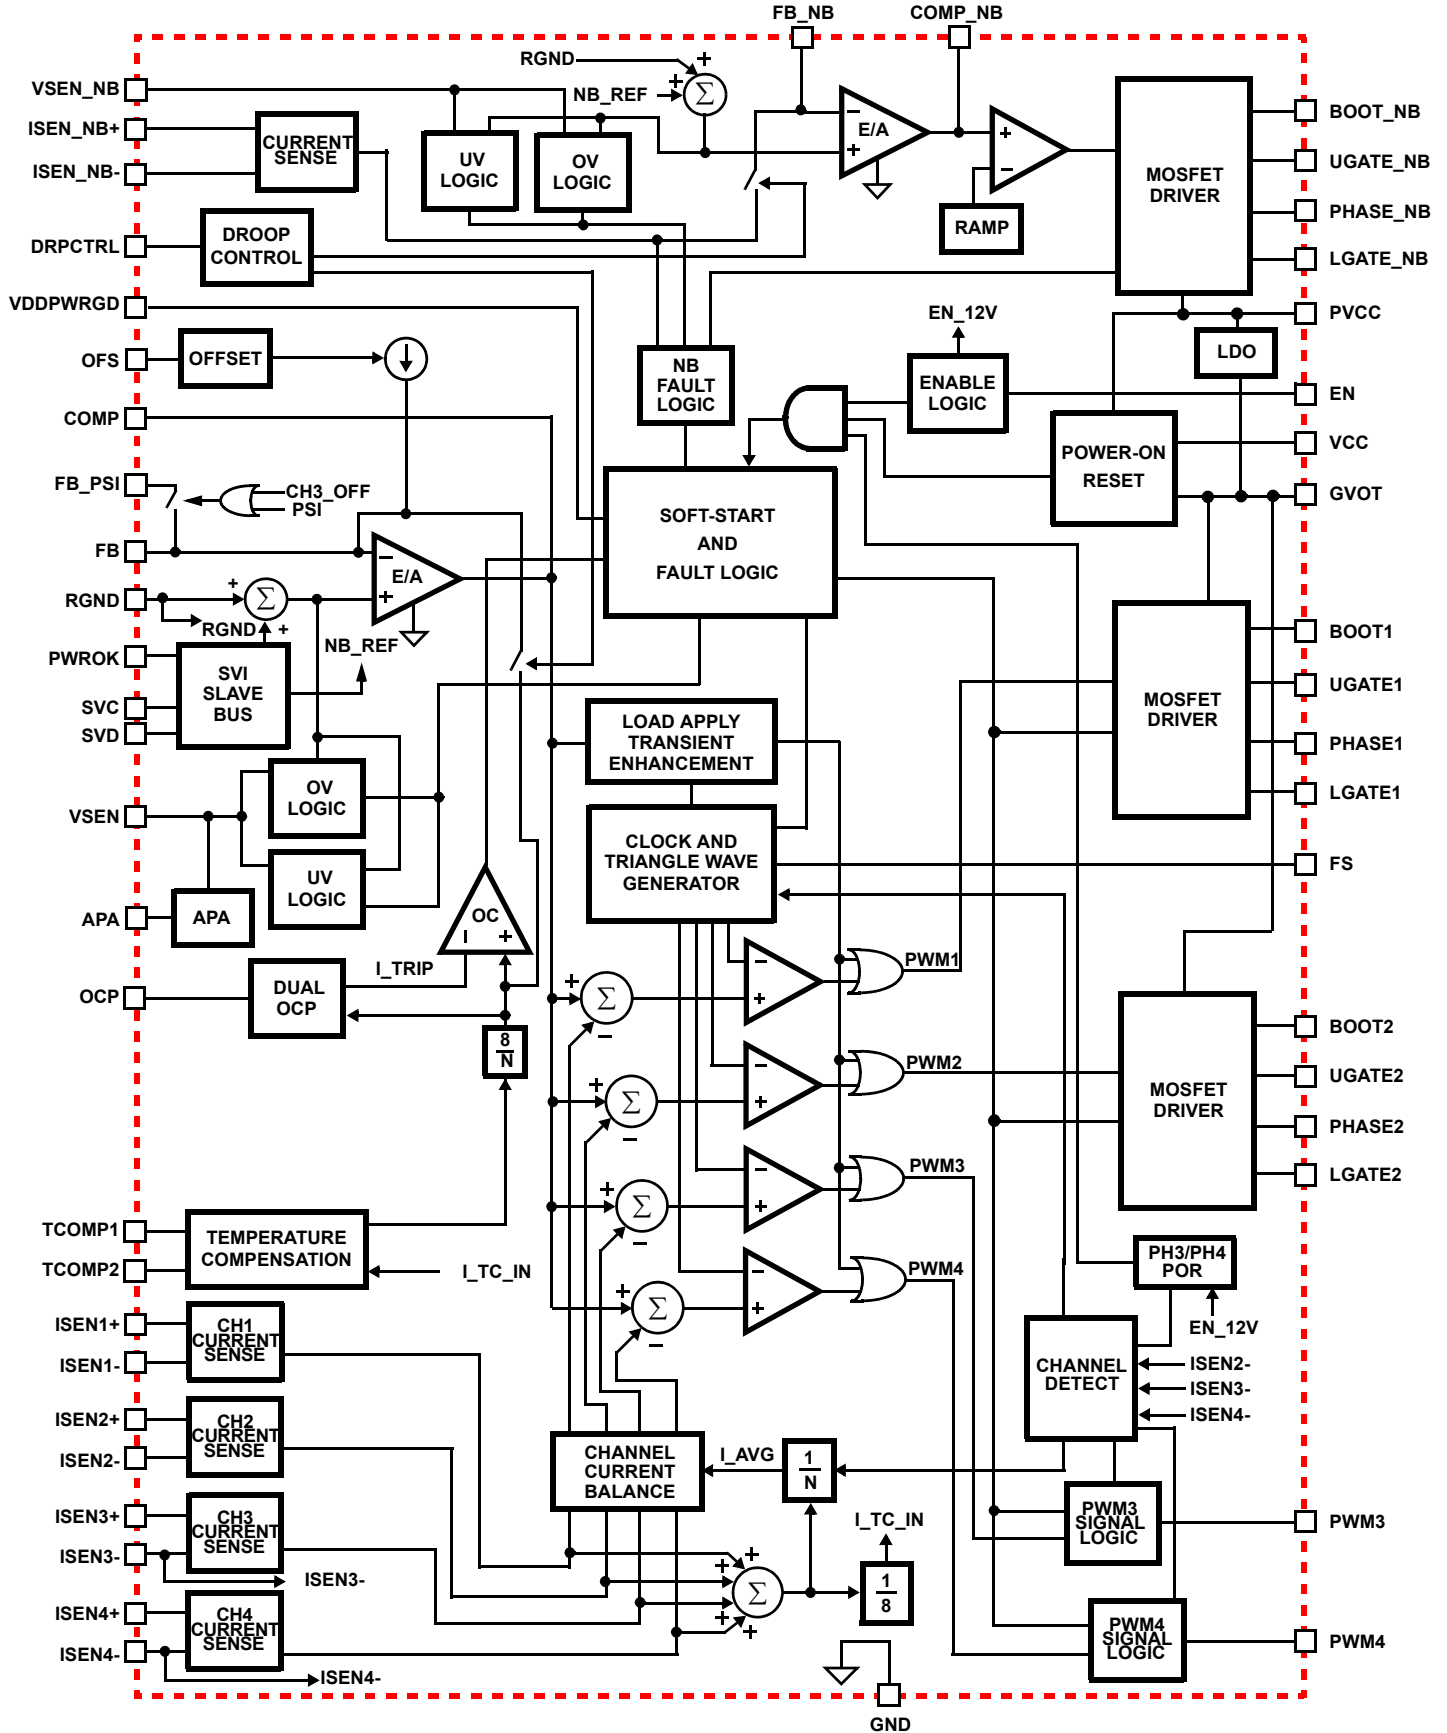 FB_NB
COMP_NB
RGND
+
VSEN_NB
NB_REF
+
Σ
ISEN_NB+
ISEN_NB-
CURRENT
SENSE
UV
LOGIC
OV
LOGIC
−
E/A
+
+
−
RAMP
MOSFET
DRIVER
BOOT_NB
UGATE_NB
PHASE_NB
LGATE_NB
DRPCTRL
DROOP
CONTROL
VDDPWRGD
EN_12V
PVCC
OFS
OFFSET
NB
FAULT
LOGIC
ENABLE
LOGIC
LDO
EN
COMP
POWER-ON
RESET
VCC
GVOT
FB_PSI
CH3_OFF
PSI
SOFT-START
AND
FAULT LOGIC
FB
−
E/A
+
RGND
+
Σ
RGND
+
NB_REF
PWROK
SVC
SVD
SVI
SLAVE
BUS
MOSFET
DRIVER
BOOT1
UGATE1
PHASE1
LGATE1
LOAD APPLY
TRANSIENT
ENHANCEMENT
OV
LOGIC
VSEN
CLOCK AND
TRIANGLE WAVE
GENERATOR
FS
UV
LOGIC
APA
APA
OC
−
+
I_TRIP
OCP
DUAL
OCP
8
N
+
Σ
−
−
+
PWM1
+
Σ
−
−
+
PWM2
MOSFET
DRIVER
BOOT2
UGATE2
PHASE2
LGATE2
+
Σ
−
−
+
PWM3
+
Σ
−
−
+
PWM4
TCOMP1
TCOMP2
TEMPERATURE
COMPENSATION
I_TC_IN
PH3/PH4
POR
EN_12V
ISEN1+
ISEN1-
CH1
CURRENT
SENSE
CHANNEL
DETECT
ISEN2-
ISEN3-
ISEN4-
ISEN2+
ISEN2-
CH2
CURRENT
SENSE
CHANNEL
CURRENT
BALANCE
I_AVG
1
N
ISEN3+
ISEN3-
CH3
CURRENT
SENSE
ISEN3-
I_TC_IN
PWM3
SIGNAL
LOGIC
PWM3
+
+
+
+
Σ
1
8
ISEN4+
ISEN4-
CH4
CURRENT
SENSE
ISEN4-
PWM4
SIGNAL
LOGIC
PWM4
GND